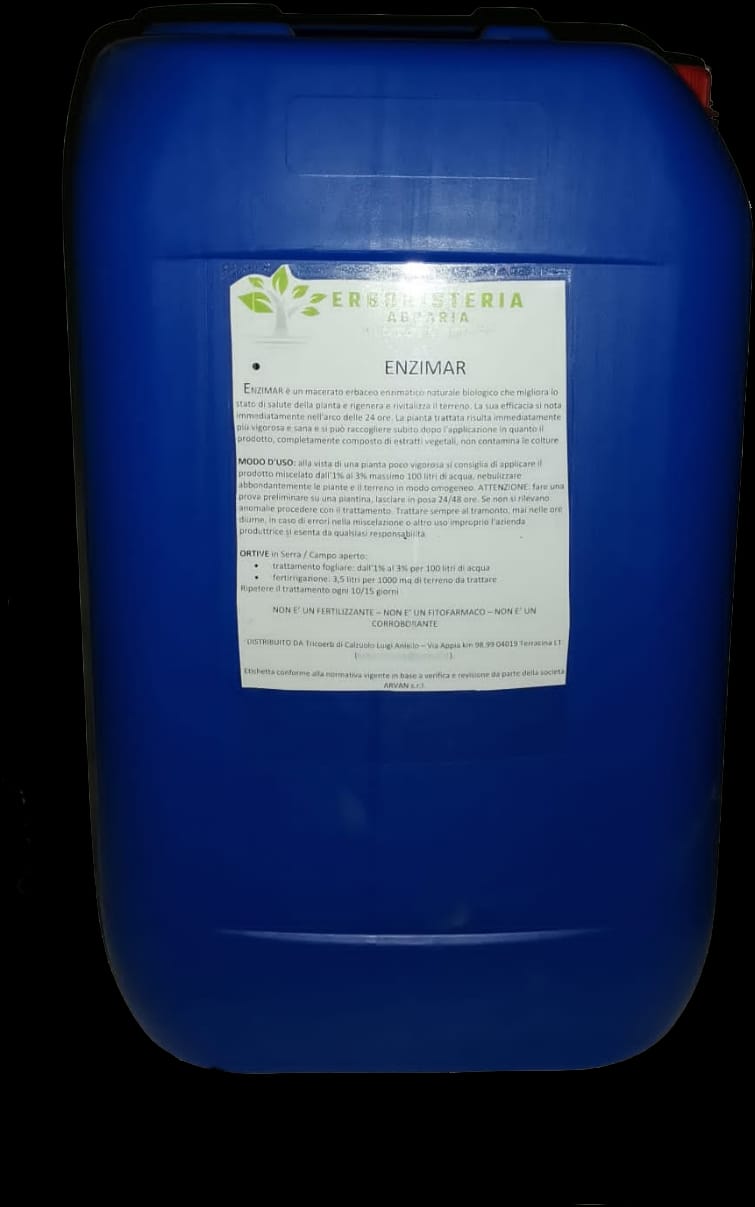 ERBORISTERIA
AGRARIA
• ENZIMAR
ENZIMAR è un macerato erbaceo enzimatico naturale biologico che migliora lo
stato di salute della pianta e rigenera e rivitalizza il terreno. La sua efficacia si nota
immediatamente nell'arco delle 24 ore. La pianta trattata risulta immediatamente
più vigorosa e sana e si può raccogliere subito dopo l'applicazione in quanto il
prodotto, completamente composto di estratti vegetali, non contamina le colture.
MODO D'USO: alla vista di una pianta poco vigorosa si consiglia di applicare il
prodotto miscelato dall'1% al 3% massimo 100 litri di acqua, nebulizzare
abbondantemente le piante e il terreno in modo omogeneo. ATTENZIONE: fare una
prova preliminare su una piantina, lasciare in posa 24/48 ore. Se non si rilevano
anomalie procedere con il trattamento. Trattare sempre al tramonto, mai nelle ore
diurne, in caso di errori nella miscelazione o altro uso improprio l'azienda
produttrice si esenta da qualsiasi responsabilità.
ORTIVE in Serra / Campo aperto:
• trattamento fogliare: dall'1% al 3% per 100 litri di acqua
• fertirrigazione: 3,5 litri per 1000 mq di terreno da trattare
Ripetere il trattamento ogni 10/15 giorni
NON E' UN FERTILIZZANTE – NON E' UN FITOFARMACO – NON E' UN
CORROBORANTE
DISTRIBUITO DA Tricoerb di Calzuolo Luigi Aniello – Via Appia km 98,99 04019 Terracina LT
Etichetta conforme alla normativa vigente in base a verifica e revisione da parte della società
ARVAN s.r.l.